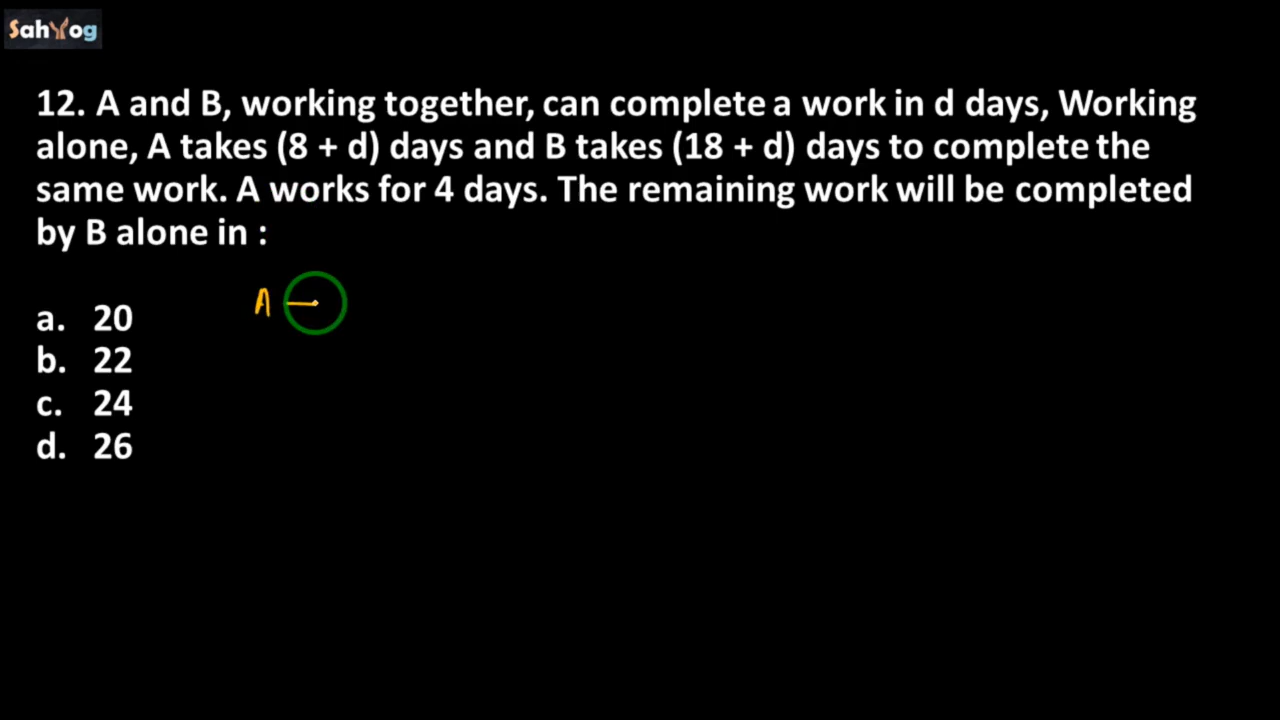 SahYog
12. A and B, working together, can complete a work in d days, Working
alone, A takes (8 + d) days and B takes (18 + d) days to complete the
same work. A works for 4 days. The remaining work will be completed
by B alone in :
A —
a. 20
b. 22
c. 24
d. 26